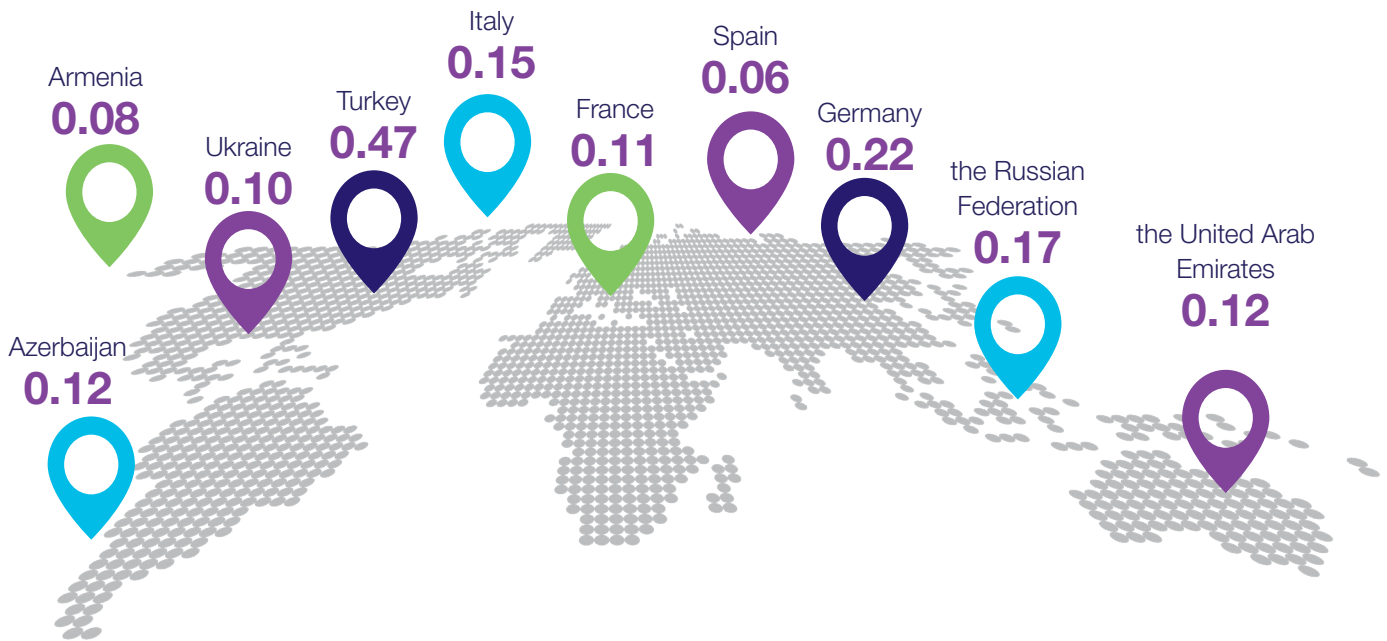 Italy
0.15
Spain
0.06
Armenia
0.08
Turkey
0.47
France
0.11
Germany
0.22
Ukraine
0.10
the Russian
Federation
0.17
the United Arab
Emirates
0.12
Azerbaijan
0.12